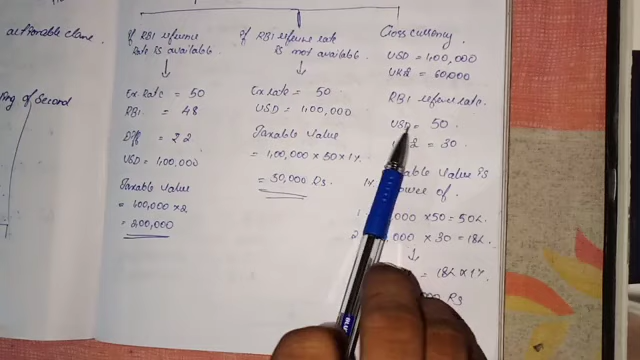 actionable clause.
ting of Second
If RBI reference
rate is available.
Ex rate = 50
RBI = 48
Diff = 2
USD = 1,00,000
Taxable Value
= 100,000 x 2
= 200,000
If RBI reference rate
is not available.
Ex rate = 50
USD = 1,00,000
Taxable Value
= 1,00,000 x 50 x 1%
= 50,000 Rs.
Cross currency
USD = 1,00,000
= 60,000
RBI reference rate.
USD = 50
= 30
Value is
of.
000 x 50 = 50L
000 x 30 = 18L
= 18L x 1%
Rs